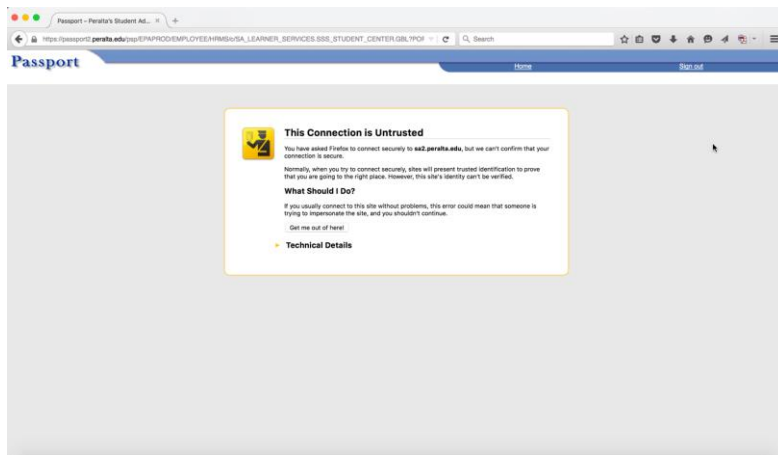 Passport – Peralta's Student Ad...
https://passport2.peralta.edu/psp/EPAPROD/EMPLOYEE/HRMS/c/SA_LEARNER_SERVICES.SSS_STUDENT_CENTER.GBL?POF
Search
Passport
Home
Sign out
This Connection is Untrusted
You have asked Firefox to connect securely to sa2.peralta.edu, but we can't confirm that your
connection is secure.
Normally, when you try to connect securely, sites will present trusted identification to prove
that you are going to the right place. However, this site's identity can't be verified.
What Should I Do?
If you usually connect to this site without problems, this error could mean that someone is
trying to impersonate the site, and you shouldn't continue.
Get me out of here!
Technical Details